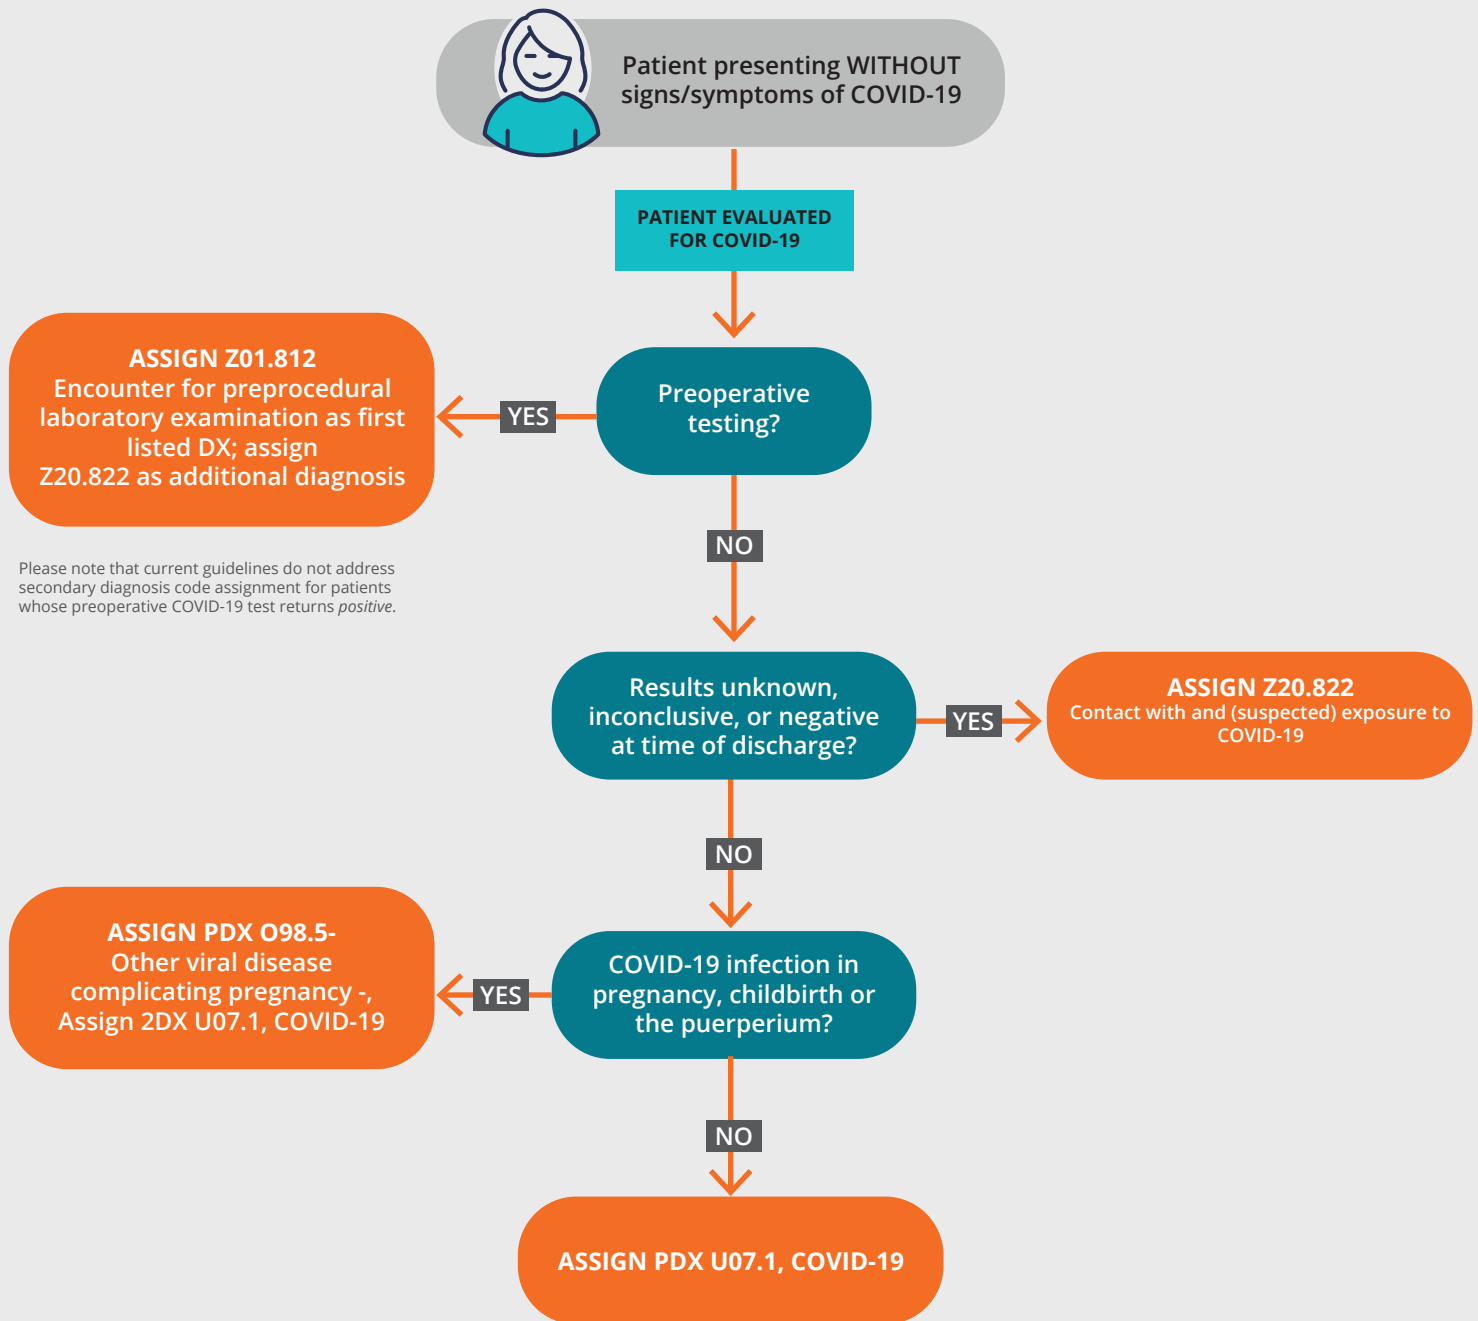 Patient presenting WITHOUT
signs/symptoms of COVID-19
PATIENT EVALUATED
FOR COVID-19
Preoperative
testing?
YES
ASSIGN Z01.812
Encounter for preprocedural
laboratory examination as first
listed DX; assign
Z20.822 as additional diagnosis
Please note that current guidelines do not address
secondary diagnosis code assignment for patients
whose preoperative COVID-19 test returns positive.
NO
Results unknown,
inconclusive, or negative
at time of discharge?
YES
ASSIGN Z20.822
Contact with and (suspected) exposure to
COVID-19
NO
COVID-19 infection in
pregnancy, childbirth or
the puerperium?
YES
ASSIGN PDX O98.5-
Other viral disease
complicating pregnancy -,
Assign 2DX U07.1, COVID-19
NO
ASSIGN PDX U07.1, COVID-19